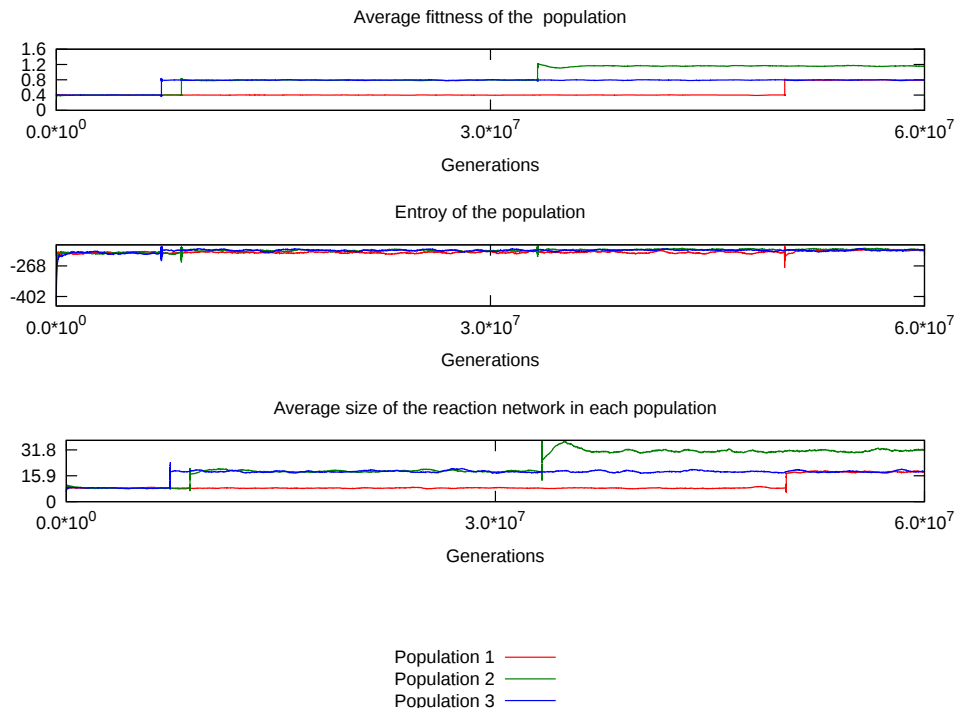 Average fittness of the population
1.6
1.2
0.8
0.4
0
0.0*10^0 3.0*10^7 6.0*10^7
Generations
Entroy of the population
-268
-402
0.0*10^0 3.0*10^7 6.0*10^7
Generations
Average size of the reaction network in each population
31.8
15.9
0
0.0*10^0 3.0*10^7 6.0*10^7
Generations
Population 1
Population 2
Population 3